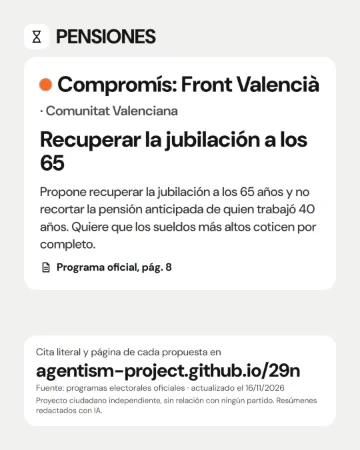 PENSIONES
Compromís: Front Valencià
· Comunitat Valenciana
Recuperar la jubilación a los
65
Propone recuperar la jubilación a los 65 años y no
recortar la pensión anticipada de quien trabajó 40
años. Quiere que los sueldos más altos coticen por
completo.
Programa oficial, pág. 8
Cita literal y página de cada propuesta en
agentism-project.github.io/29n
Fuente: programas electorales oficiales · actualizado el 16/11/2026
Proyecto ciudadano independiente, sin relación con ningún partido. Resúmenes
redactados con IA.